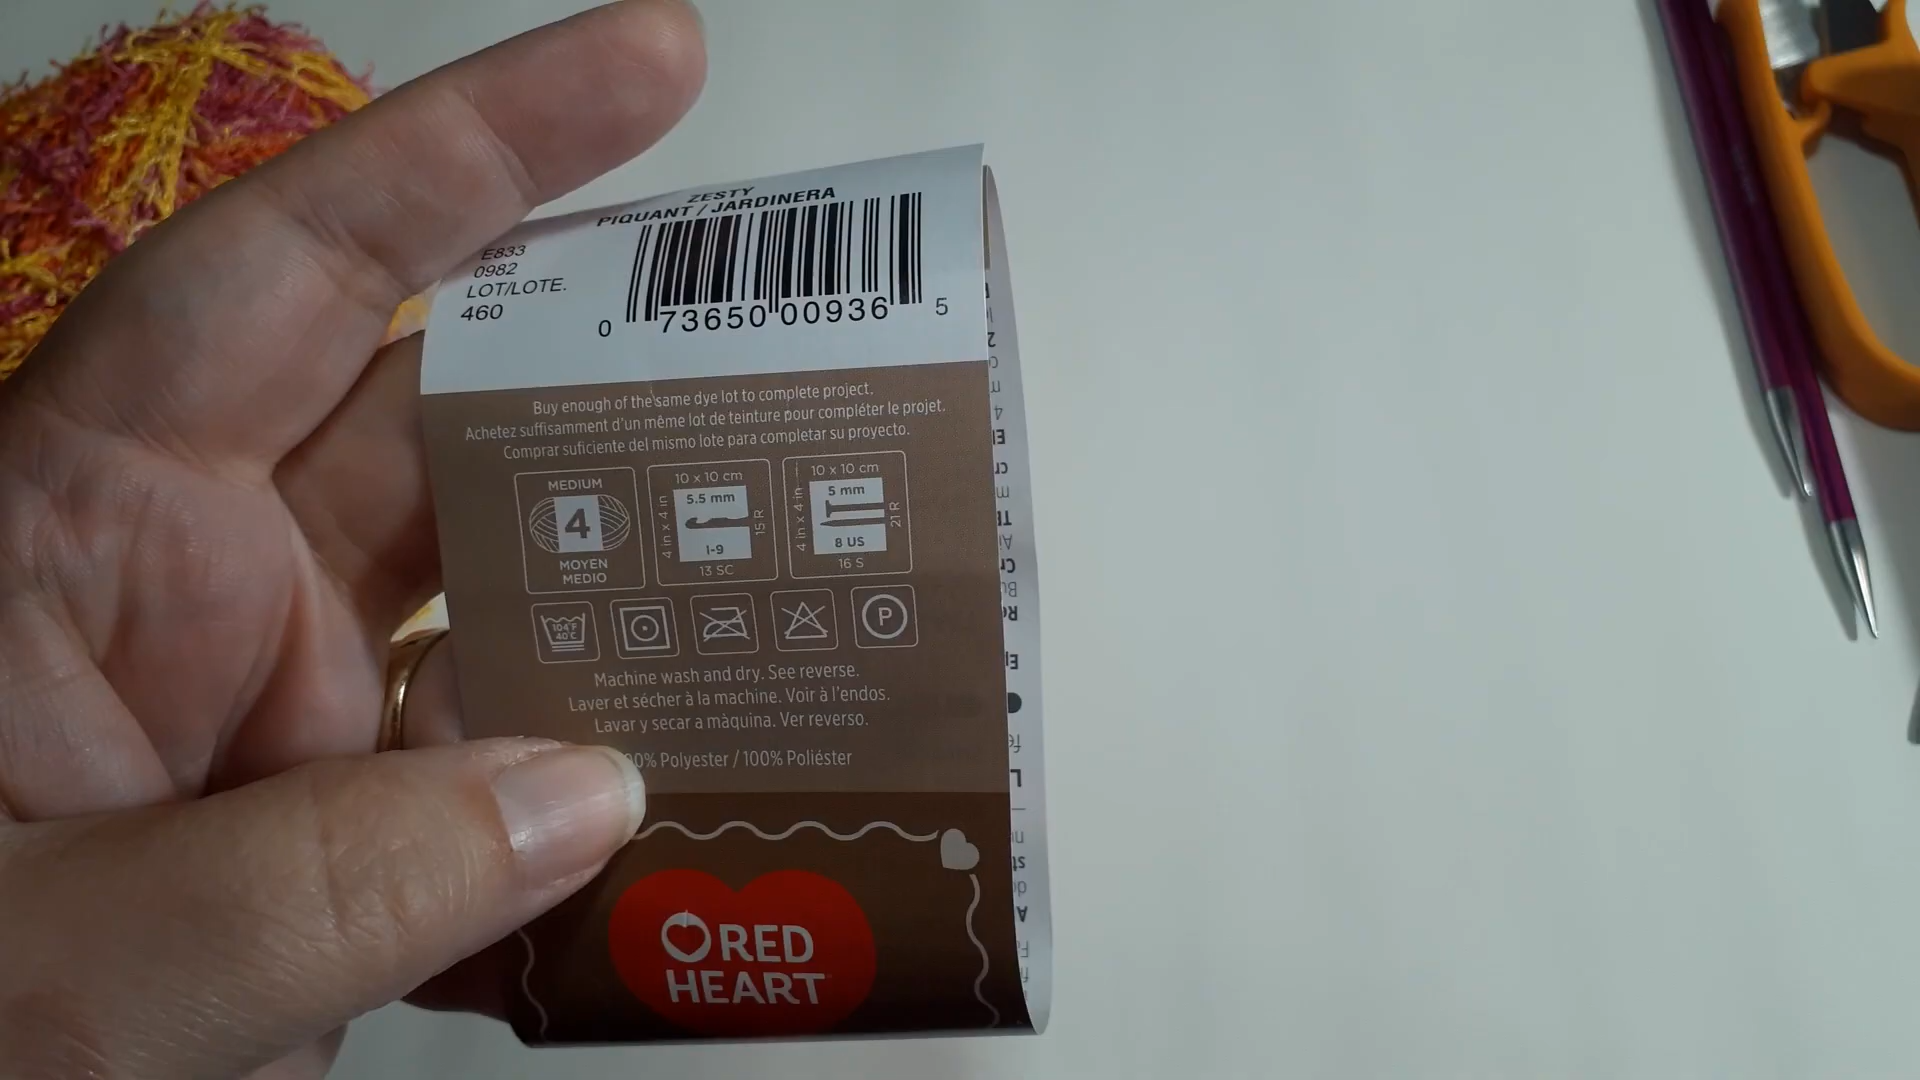 ZESTY
PIQUANT / JARDINERA
E833
0982
LOT/LOTE.
460
0 73650 00936 5
Buy enough of the same dye lot to complete project.
Achetez suffisamment d'un même lot de teinture pour compléter le projet.
Comprar suficiente del mismo lote para completar su proyecto.
MEDIUM
4
MOYEN
MEDIO
10 x 10 cm
4 in x 4 in
5.5 mm
I-9
15 R
13 SC
10 x 10 cm
4 in x 4 in
5 mm
8 US
21 R
16 S
104°F
40°C
P
Machine wash and dry. See reverse.
Laver et sécher à la machine. Voir à l'endos.
Lavar y secar a màquina. Ver reverso.
Polyester / 100% Poliéster
RED
HEART